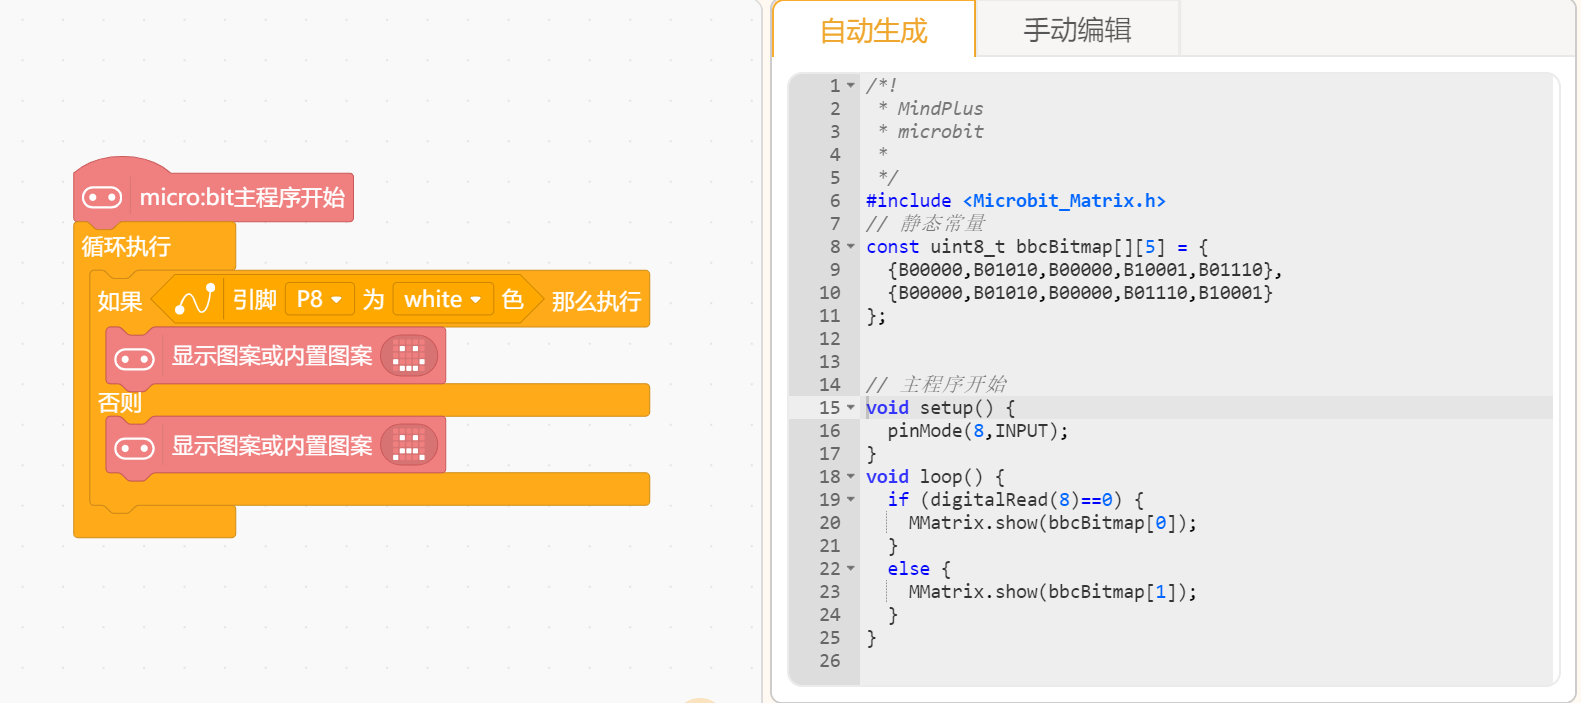 micro:bit主程序开始
循环执行
如果 引脚 P8 为 white 色 那么执行
显示图案或内置图案
否则
显示图案或内置图案
自动生成 手动编辑
1 /*!
2  * MindPlus
3  * microbit
4  *
5  */
6 #include <Microbit_Matrix.h>
7 // 静态常量
8 const uint8_t bbcBitmap[][5] = {
9   {B00000,B01010,B00000,B10001,B01110},
10   {B00000,B01010,B00000,B01110,B10001}
11 };
12
13
14 // 主程序开始
15 void setup() {
16   pinMode(8,INPUT);
17 }
18 void loop() {
19   if (digitalRead(8)==0) {
20     MMatrix.show(bbcBitmap[0]);
21   }
22   else {
23     MMatrix.show(bbcBitmap[1]);
24   }
25 }
26